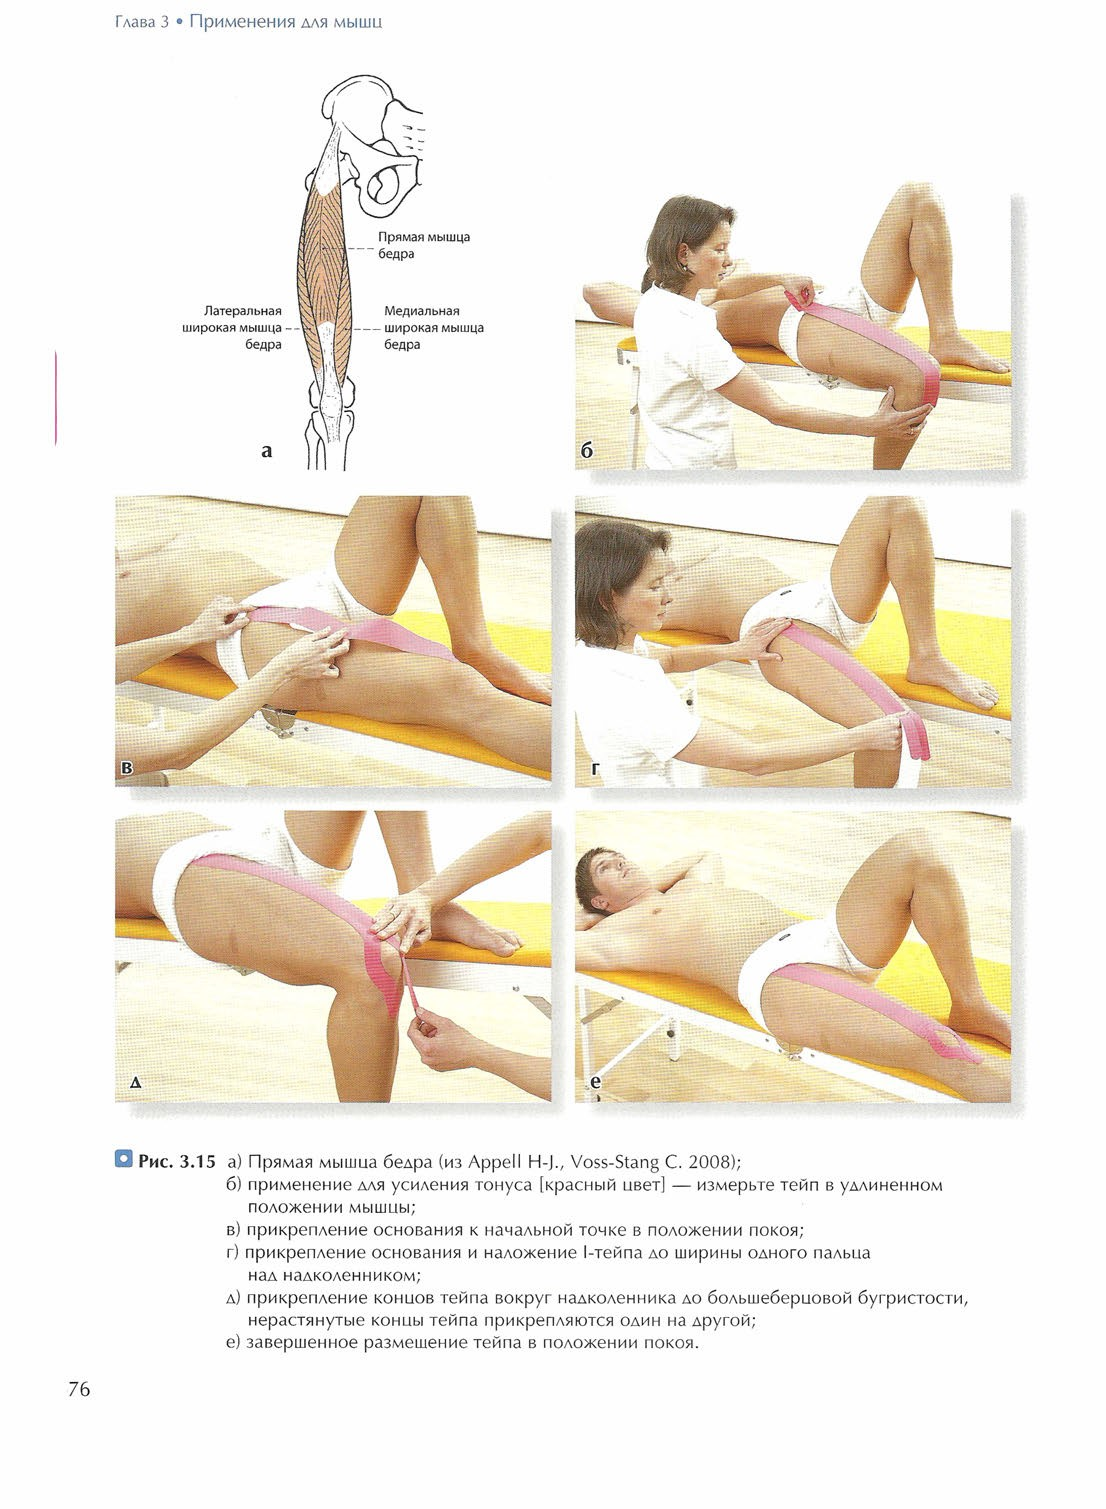 Глава 3 • Применения для мышц
Прямая мышца
бедра
Латеральная
широкая мышца
бедра
Медиальная
широкая мышца
бедра
а
б
в
г
д
е
Рис. 3.15 а) Прямая мышца бедра (из Appell H-J., Voss-Stang C. 2008);
б) применение для усиления тонуса [красный цвет] — измерьте тейп в удлиненном
положении мышцы;
в) прикрепление основания к начальной точке в положении покоя;
г) прикрепление основания и наложение I-тейпа до ширины одного пальца
над надколенником;
д) прикрепление концов тейпа вокруг надколенника до большеберцовой бугристости,
нерастянутые концы тейпа прикрепляются один на другой;
е) завершенное размещение тейпа в положении покоя.
76